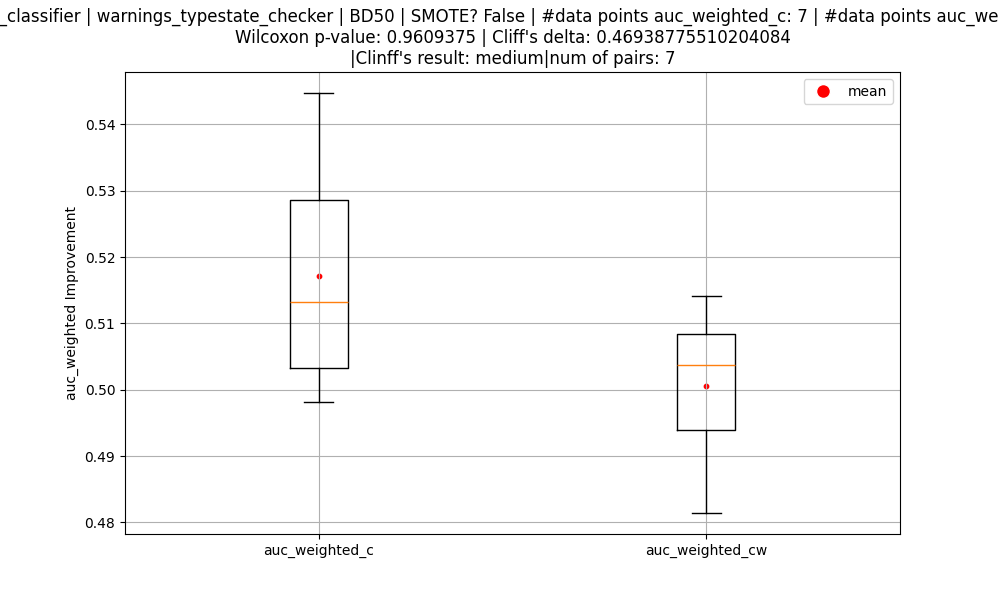 _classifier | warnings_typestate_checker | BD50 | SMOTE? False | #data points auc_weighted_c: 7 | #data points auc_we
Wilcoxon p-value: 0.9609375 | Cliff's delta: 0.46938775510204084
|Clinff's result: medium|num of pairs: 7
mean
0.54
0.53
0.52
0.51
0.50
0.49
0.48
auc_weighted Improvement
auc_weighted_c
auc_weighted_cw